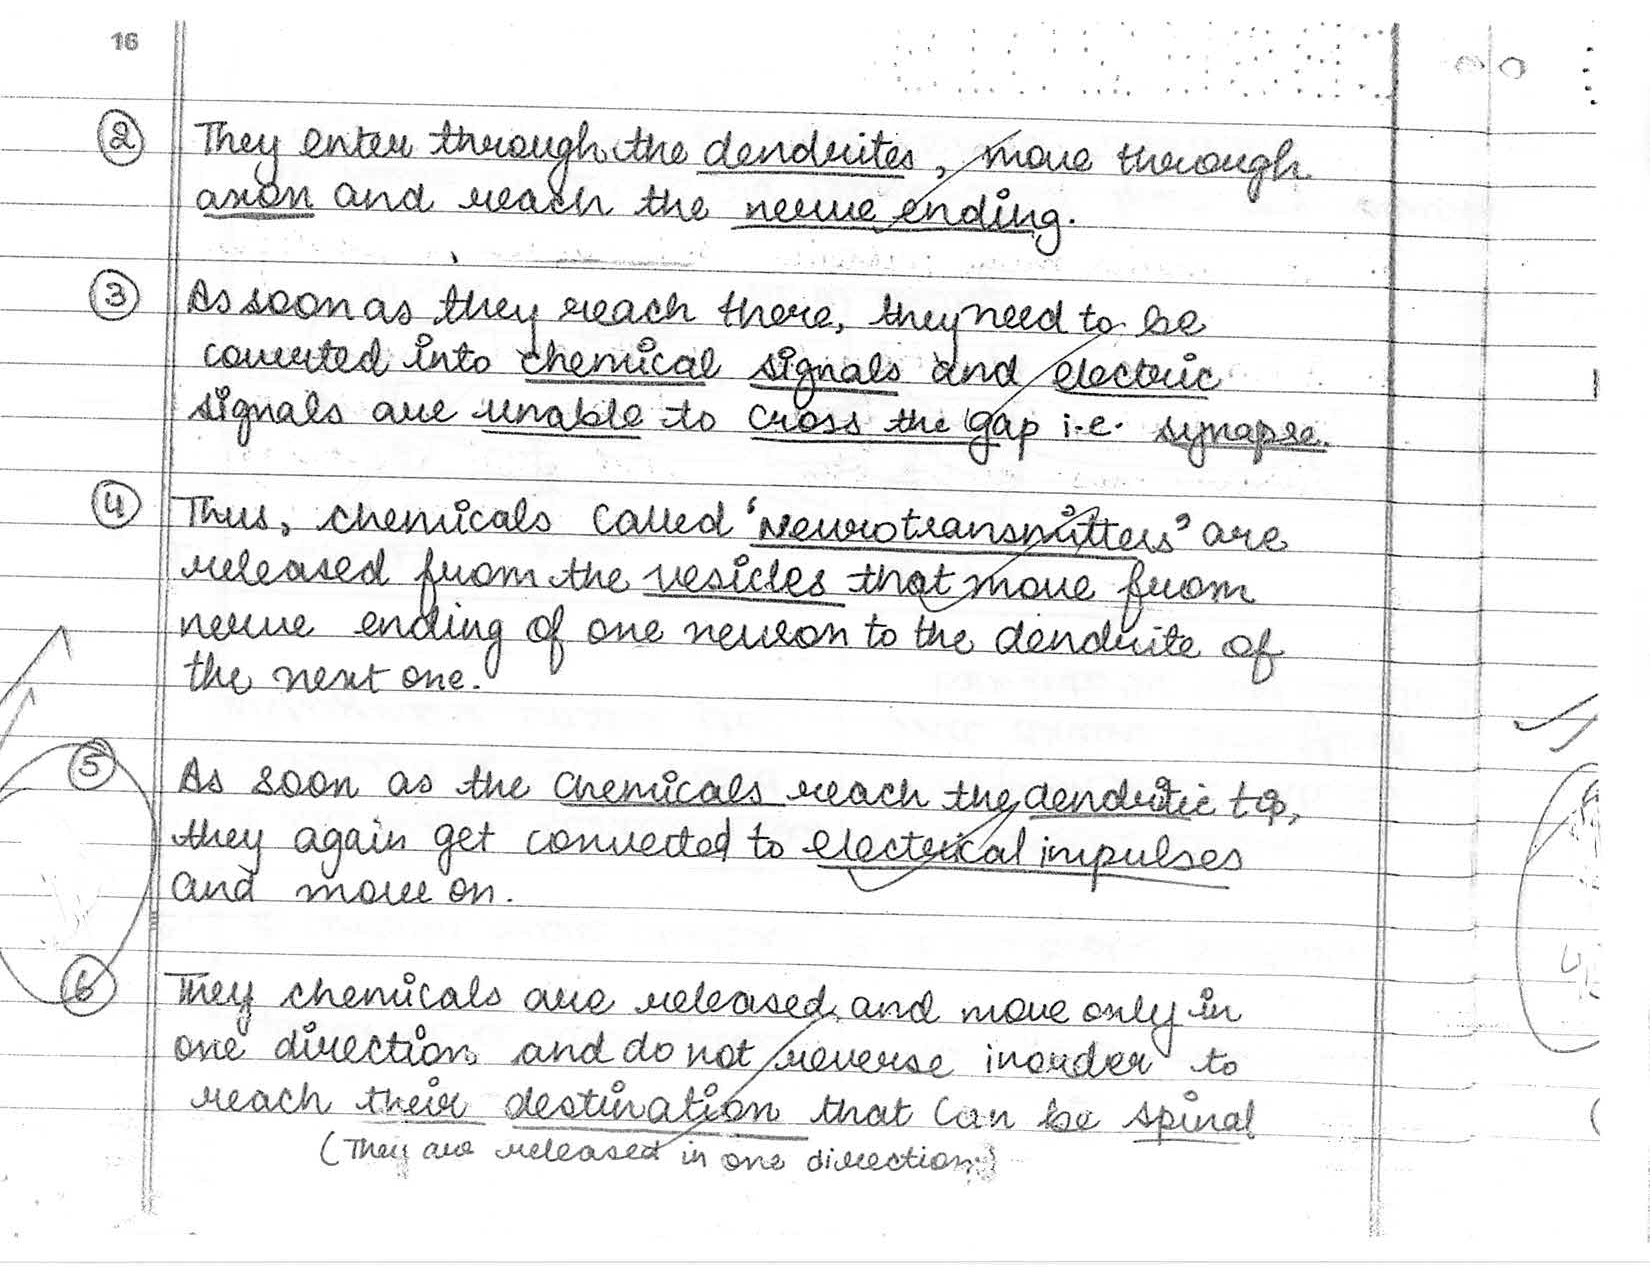 16
② They enter through the dendrites, move through
axon and reach the nerve ending.
③ As soon as they reach there, they need to be
coverted into chemical signals and electric
signals are unable to cross the gap i.e. synapse.
④ Thus, chemicals called 'Neurotransmitters' are
released from the vesicles that move from
nerve ending of one neuron to the dendrite of
the next one.
⑤ As soon as the chemicals reach the dendritic tip,
they again get converted to electrical impulses
and move on.
⑥ They chemicals are released and move only in
one direction and do not reverse inorder to
reach their destination that can be spinal
(They are released in one direction)